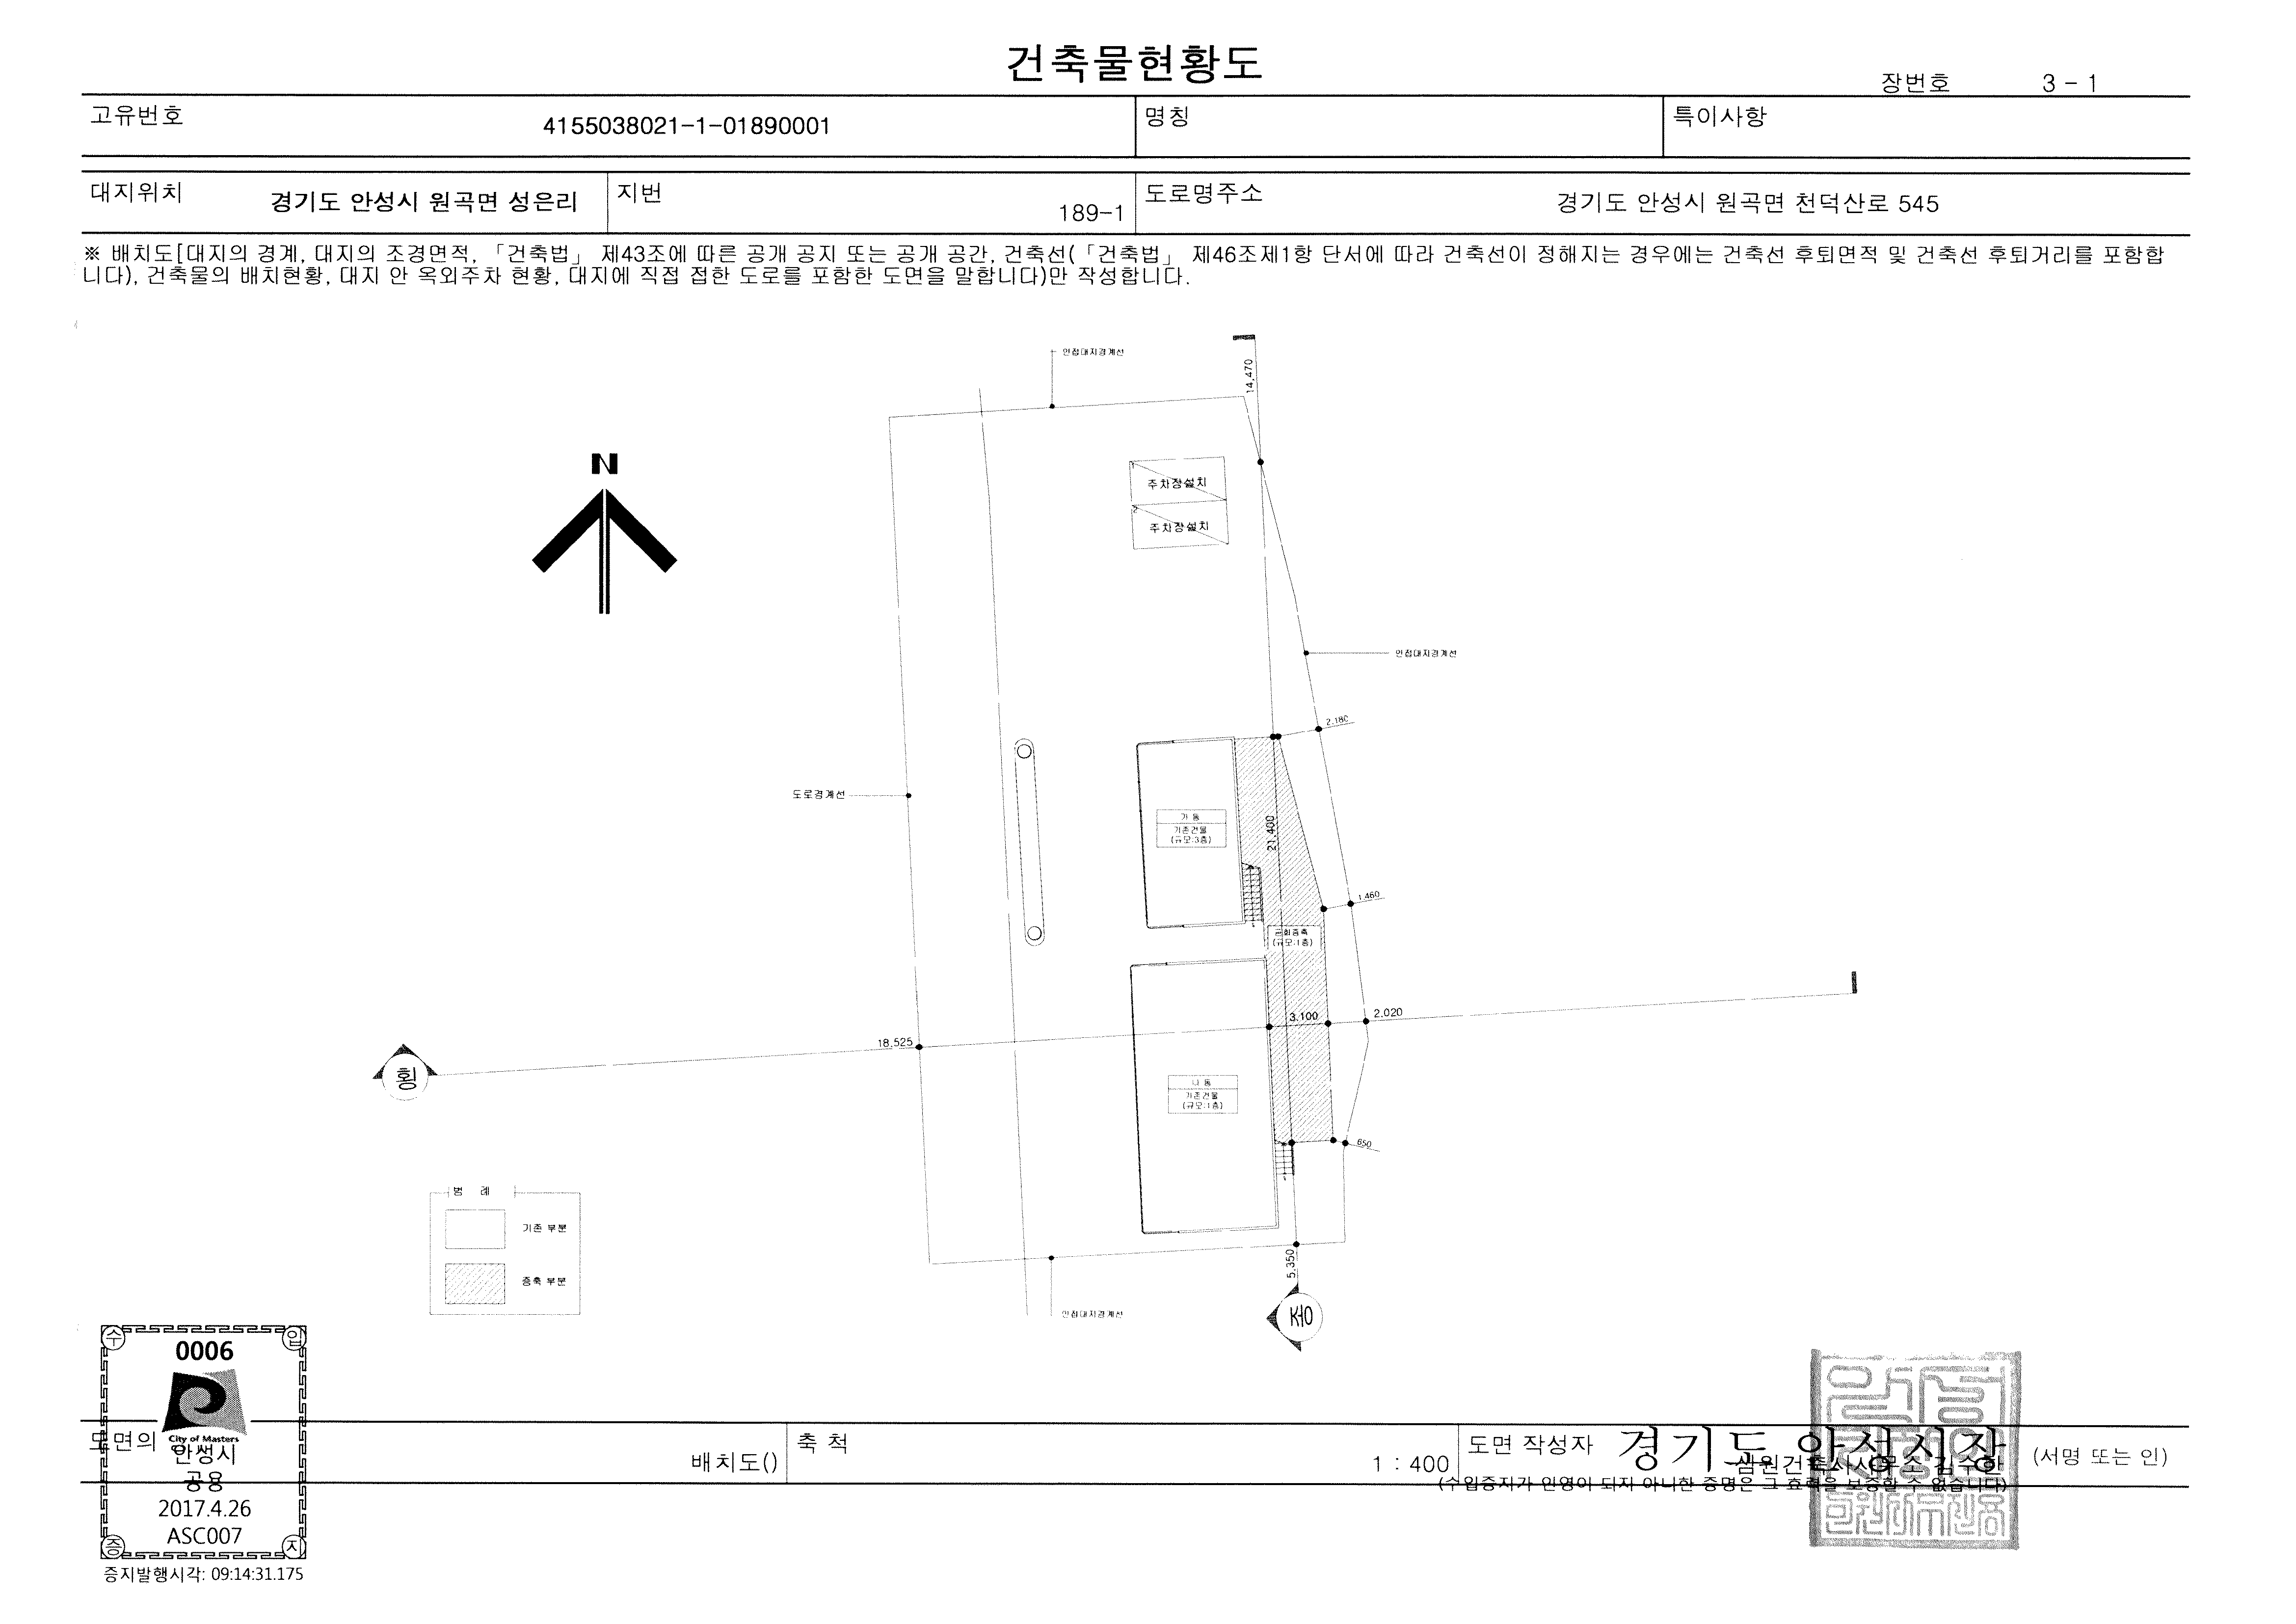 건축물현황도
장번호 3 - 1
고유번호 4155038021-1-01890001 명칭 특이사항
대지위치 경기도 안성시 원곡면 성은리 지번 189-1 도로명주소 경기도 안성시 원곡면 천덕산로 545
※ 배치도[대지의 경계, 대지의 조경면적, 「건축법」 제43조에 따른 공개 공지 또는 공개 공간, 건축선(「건축법」 제46조제1항 단서에 따라 건축선이 정해지는 경우에는 건축선 후퇴면적 및 건축선 후퇴거리를 포함합
니다), 건축물의 배치현황, 대지 안 옥외주차 현황, 대지에 직접 접한 도로를 포함한 도면을 말합니다)만 작성합니다.
인접대지경계선
14,470
N
1
주차장설치
2
주차장설치
인접대지경계선
2,180
도로경계선
가 동
기존건물
(규모:3층)
21,400
1,460
(규모:1층)
3,100
2,020
18,525
횡
나 동
기존건물
(규모:1층)
650
범 례
기존 부분
증축 부분
5,350
인접대지경계선
종
수 입
0006
City of Masters
안성시
공용
2017.4.26
ASC007
증 지
증지발행시각: 09:14:31.175
도면의
배치도()
축 척
1 : 400
도면 작성자
경기도 안성시장
(서명 또는 인)
(수입증지가 인영이 되지 아니한 증명은 그 효력을 보증할 수 없습니다)